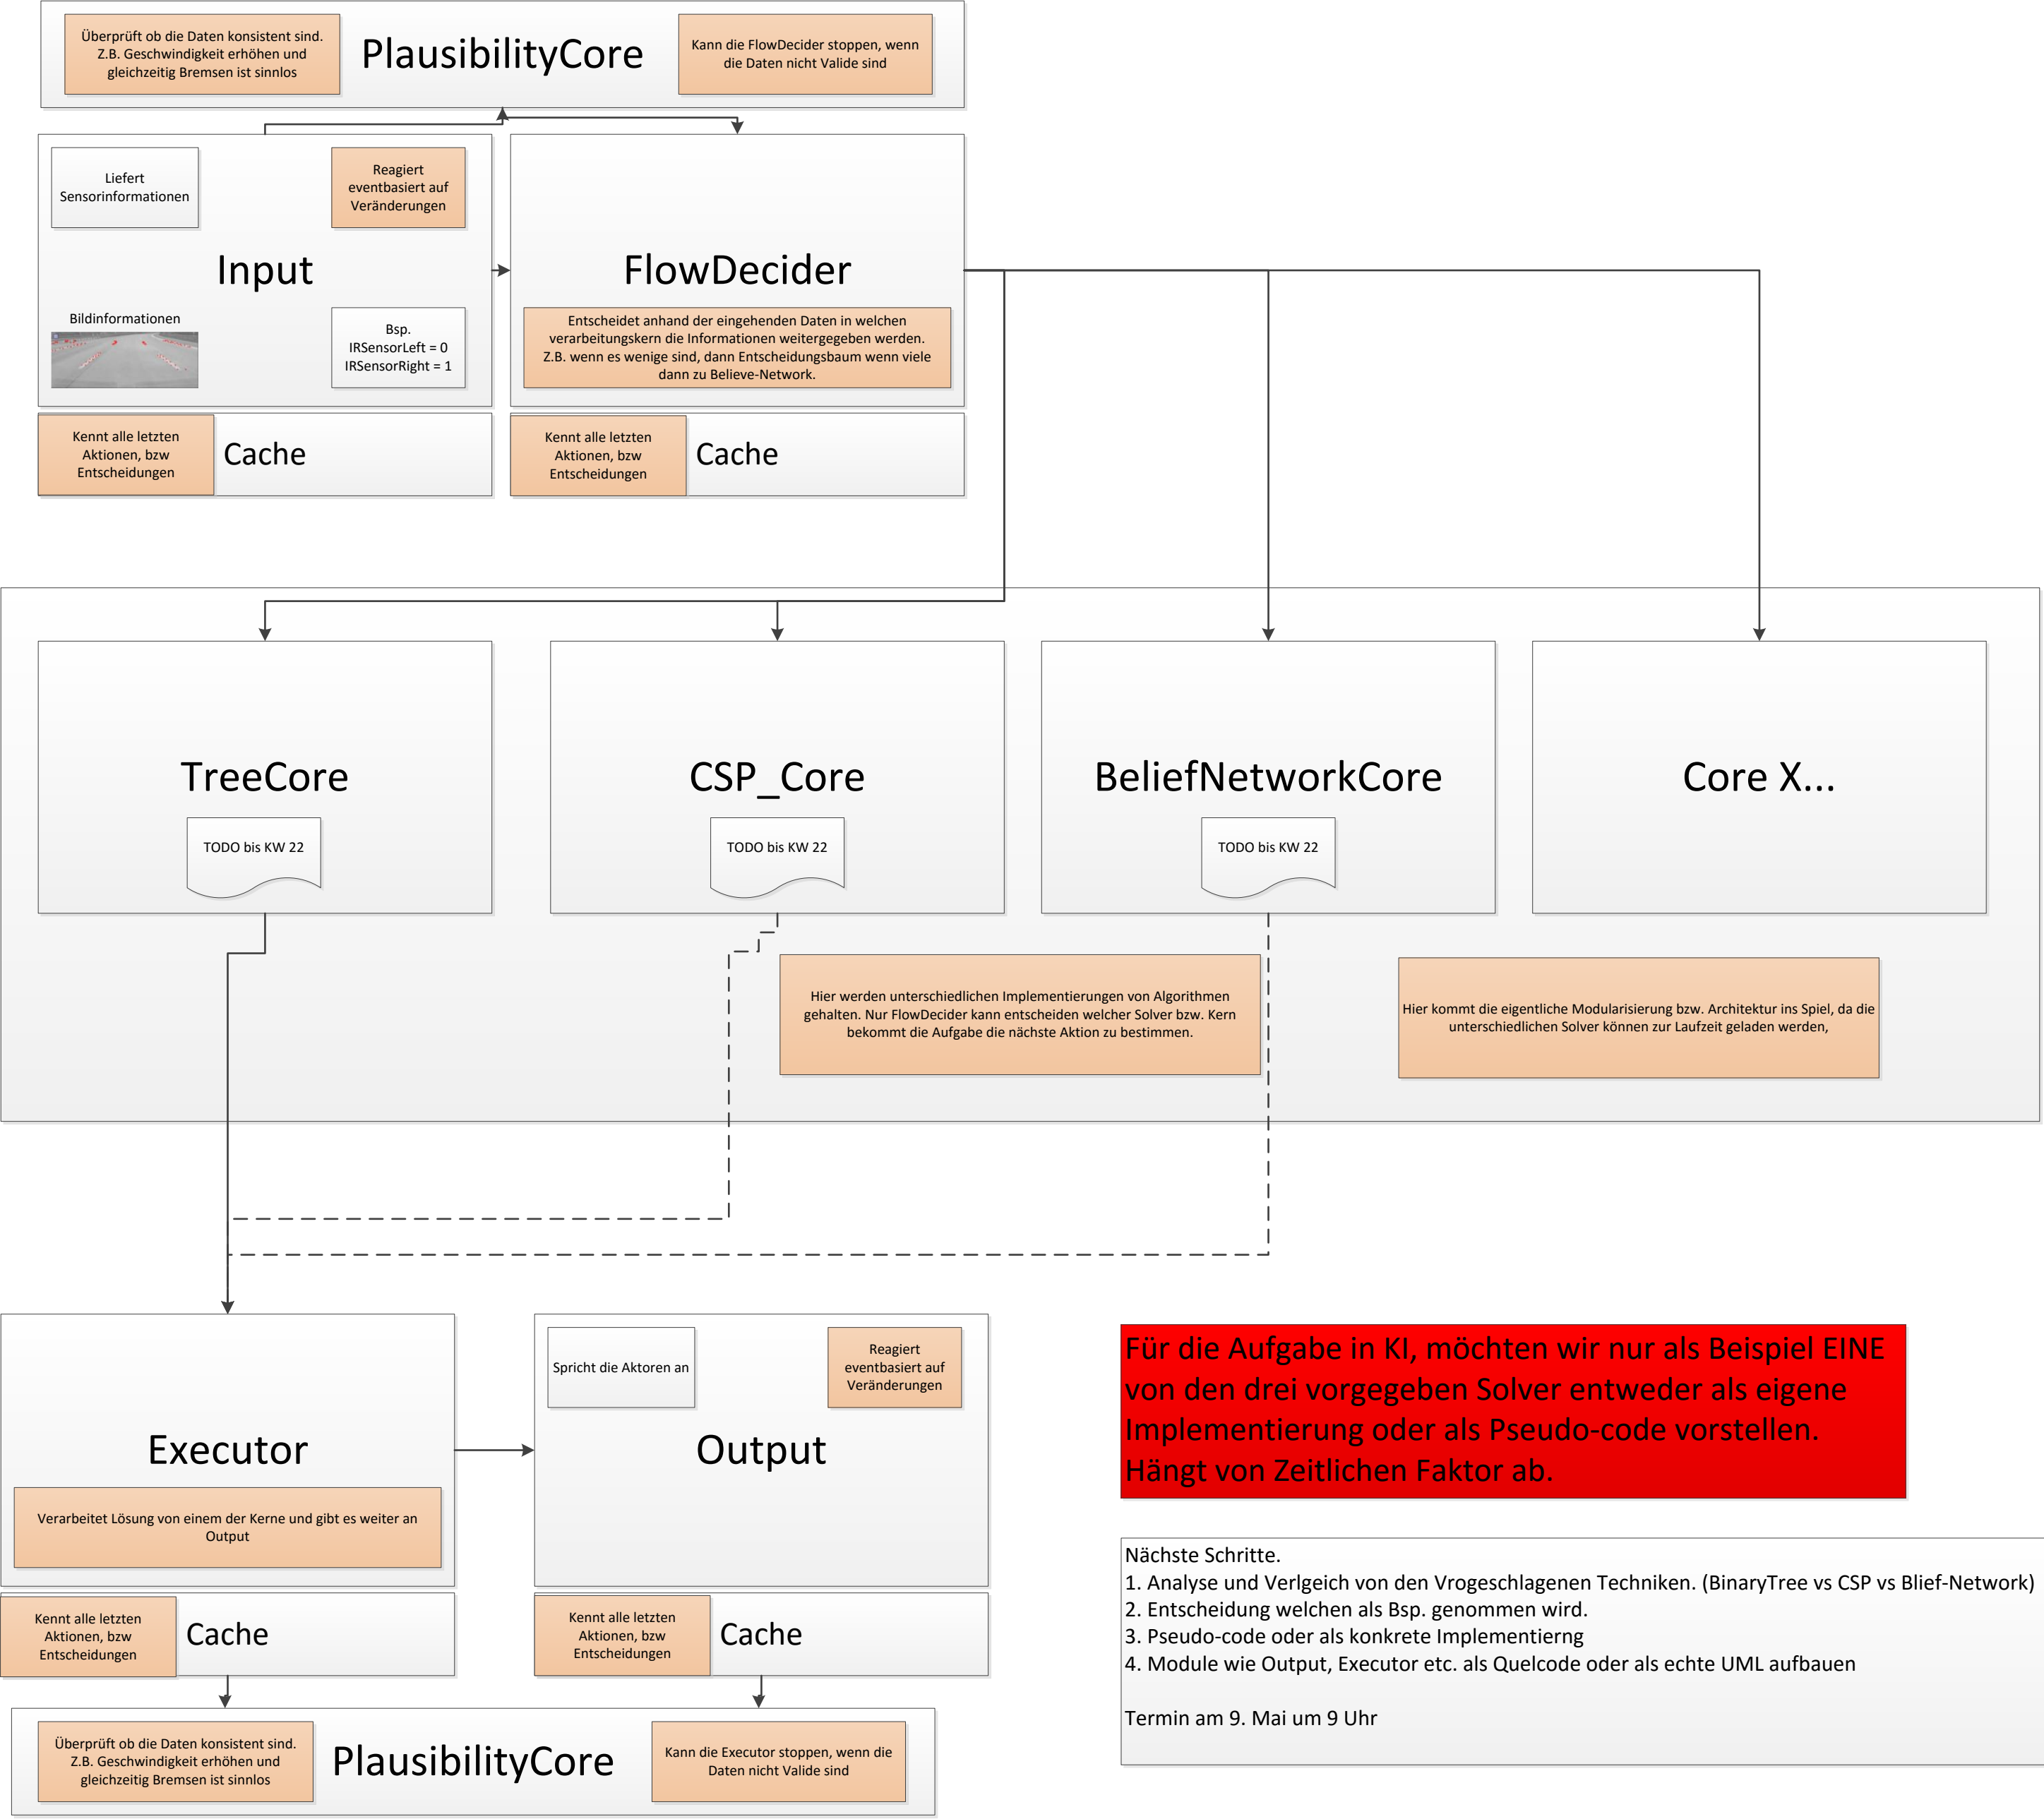 Überprüft ob die Daten konsistent sind.
Z.B. Geschwindigkeit erhöhen und
gleichzeitig Bremsen ist sinnlos
PlausibilityCore
Kann die FlowDecider stoppen, wenn
die Daten nicht Valide sind
Liefert
Sensorinformationen
Reagiert
eventbasiert auf
Veränderungen
Input
Bildinformationen
Bsp.
IRSensorLeft = 0
IRSensorRight = 1
FlowDecider
Entscheidet anhand der eingehenden Daten in welchen
verarbeitungskern die Informationen weitergegeben werden.
Z.B. wenn es wenige sind, dann Entscheidungsbaum wenn viele
dann zu Believe-Network.
Kennt alle letzten
Aktionen, bzw
Entscheidungen
Cache
Kennt alle letzten
Aktionen, bzw
Entscheidungen
Cache
TreeCore
TODO bis KW 22
CSP_Core
TODO bis KW 22
BeliefNetworkCore
TODO bis KW 22
Core X...
Hier werden unterschiedlichen Implementierungen von Algorithmen
gehalten. Nur FlowDecider kann entscheiden welcher Solver bzw. Kern
bekommt die Aufgabe die nächste Aktion zu bestimmen.
Hier kommt die eigentliche Modularisierung bzw. Architektur ins Spiel, da die
unterschiedlichen Solver können zur Laufzeit geladen werden,
Executor
Verarbeitet Lösung von einem der Kerne und gibt es weiter an
Output
Spricht die Aktoren an
Reagiert
eventbasiert auf
Veränderungen
Output
Kennt alle letzten
Aktionen, bzw
Entscheidungen
Cache
Kennt alle letzten
Aktionen, bzw
Entscheidungen
Cache
Überprüft ob die Daten konsistent sind.
Z.B. Geschwindigkeit erhöhen und
gleichzeitig Bremsen ist sinnlos
PlausibilityCore
Kann die Executor stoppen, wenn die
Daten nicht Valide sind
Für die Aufgabe in KI, möchten wir nur als Beispiel EINE
von den drei vorgegeben Solver entweder als eigene
Implementierung oder als Pseudo-code vorstellen.
Hängt von Zeitlichen Faktor ab.
Nächste Schritte.
1. Analyse und Verlgeich von den Vrogeschlagenen Techniken. (BinaryTree vs CSP vs Blief-Network)
2. Entscheidung welchen als Bsp. genommen wird.
3. Pseudo-code oder als konkrete Implementierng
4. Module wie Output, Executor etc. als Quelcode oder als echte UML aufbauen
Termin am 9. Mai um 9 Uhr